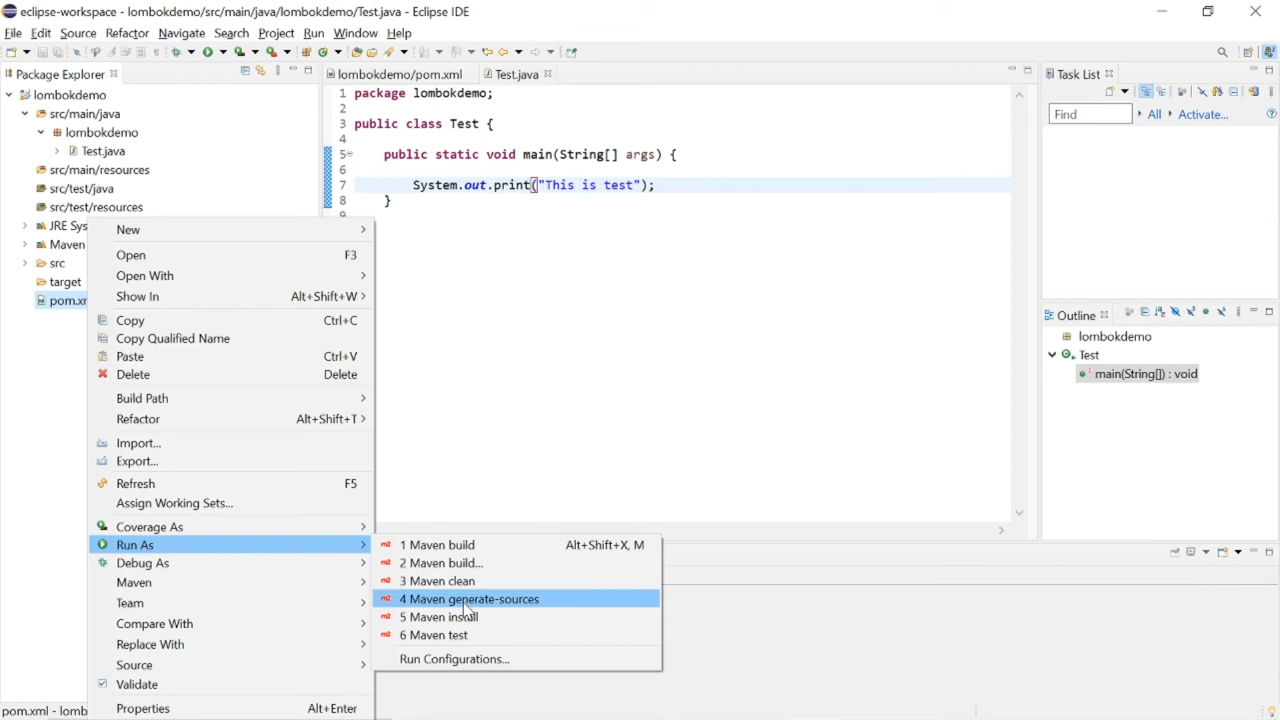 eclipse-workspace - lombokdemo/src/main/java/lombokdemo/Test.java - Eclipse IDE
File Edit Source Refactor Navigate Search Project Run Window Help
Package Explorer
lombokdemo
src/main/java
lombokdemo
Test.java
src/main/resources
src/test/java
src/test/resources
JRE Sys
Maven
src
target
pom.x
lombokdemo/pom.xml
Test.java
1 package lombokdemo;
2
3 public class Test {
4
5 public static void main(String[] args) {
6
7 System.out.print("This is test");
8 }
9
New
Open F3
Open With
Show In Alt+Shift+W
Copy Ctrl+C
Copy Qualified Name
Paste Ctrl+V
Delete Delete
Build Path
Refactor Alt+Shift+T
Import...
Export...
Refresh F5
Assign Working Sets...
Coverage As
Run As
Debug As
Maven
Team
Compare With
Replace With
Source
Validate
Properties Alt+Enter
1 Maven build Alt+Shift+X, M
2 Maven build...
3 Maven clean
4 Maven generate-sources
5 Maven install
6 Maven test
Run Configurations...
Task List
Find All Activate...
Outline
lombokdemo
Test
main(String[]) : void
pom.xml - lomb